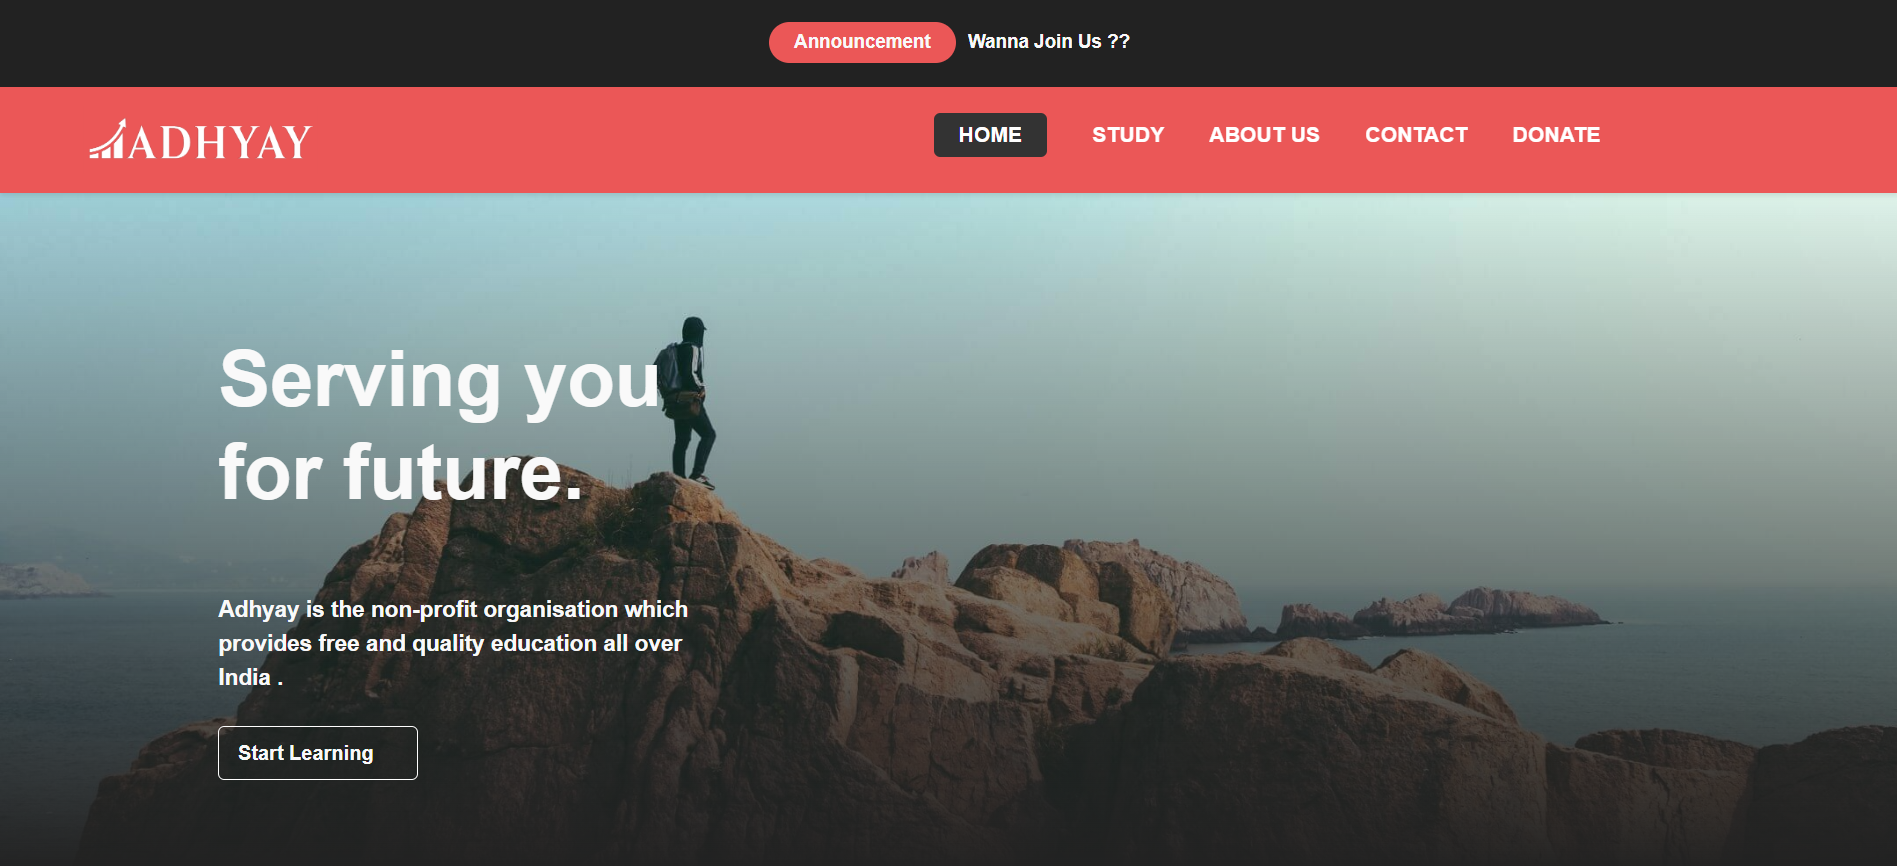 Announcement Wanna Join Us ??
ADHYAY HOME STUDY ABOUT US CONTACT DONATE
Serving you
for future.
Adhyay is the non-profit organisation which
provides free and quality education all over
India .
Start Learning